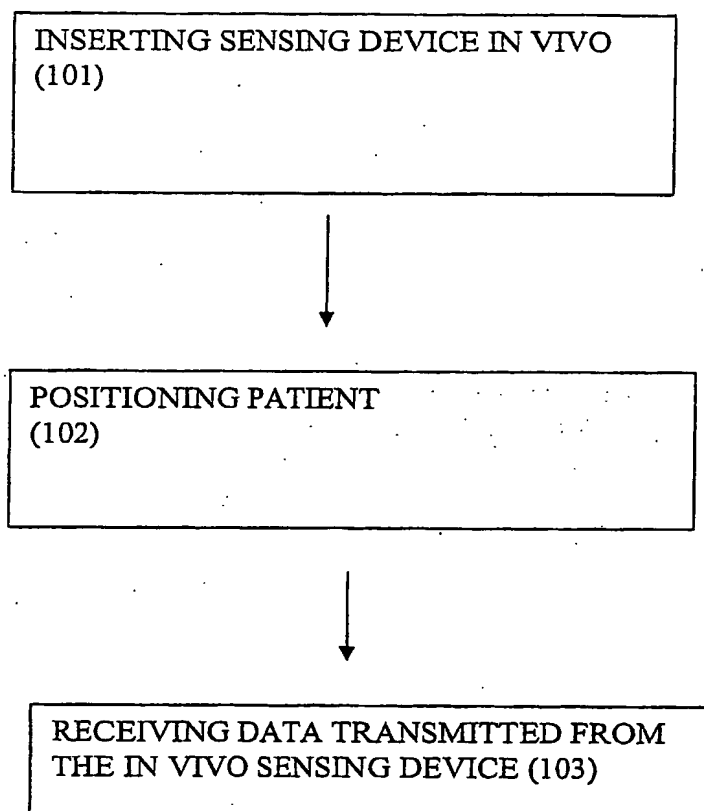 INSERTING SENSING DEVICE IN VIVO
(101)
POSITIONING PATIENT
(102)
RECEIVING DATA TRANSMITTED FROM
THE IN VIVO SENSING DEVICE (103)